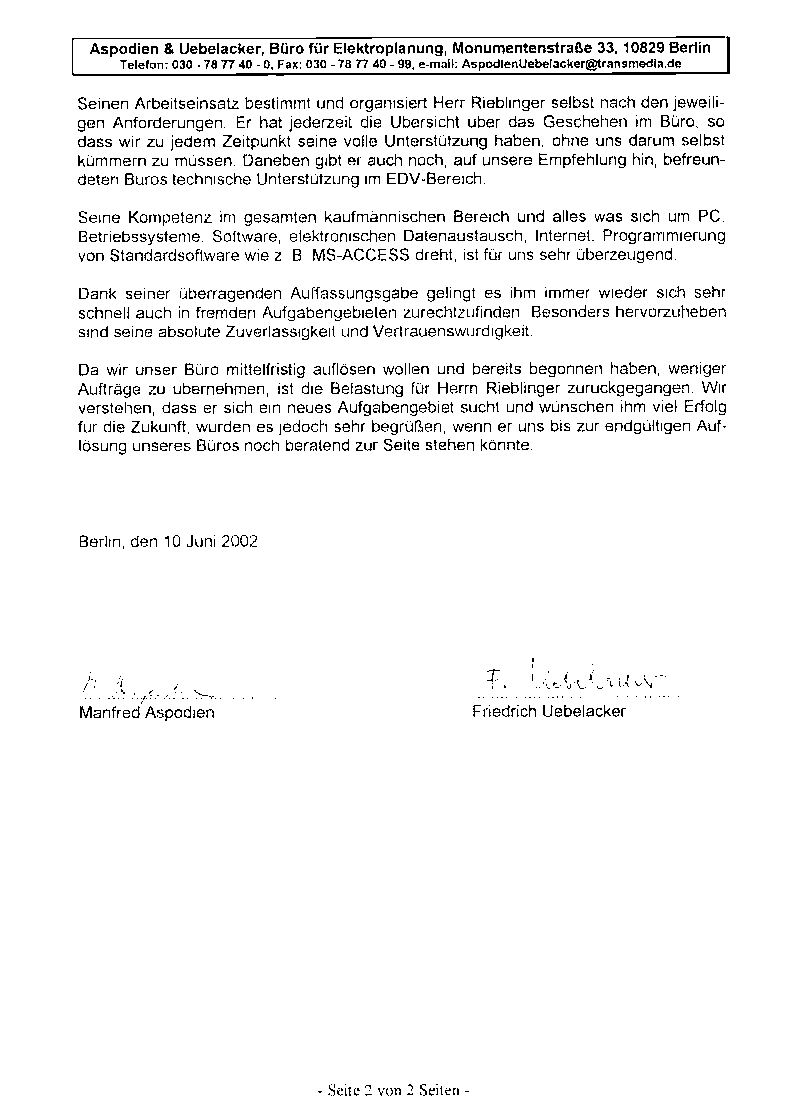 Aspodien & Uebelacker, Büro für Elektroplanung, Monumentenstraße 33, 10829 Berlin
Telefon: 030 - 78 77 40 - 0, Fax: 030 - 78 77 40 - 99, e-mail: AspodienUebelacker@transmedia.de
Seinen Arbeitseinsatz bestimmt und organisiert Herr Rieblinger selbst nach den jeweili-
gen Anforderungen. Er hat jederzeit die Übersicht über das Geschehen im Büro, so
dass wir zu jedem Zeitpunkt seine volle Unterstützung haben, ohne uns darum selbst
kümmern zu müssen. Daneben gibt er auch noch, auf unsere Empfehlung hin, befreun-
deten Büros technische Unterstützung im EDV-Bereich.
Seine Kompetenz im gesamten kaufmännischen Bereich und alles was sich um PC,
Betriebssysteme, Software, elektronischen Datenaustausch, Internet, Programmierung
von Standardsoftware wie z. B. MS-ACCESS dreht, ist für uns sehr überzeugend.
Dank seiner überragenden Auffassungsgabe gelingt es ihm immer wieder sich sehr
schnell auch in fremden Aufgabengebieten zurechtzufinden. Besonders hervorzuheben
sind seine absolute Zuverlässigkeit und Vertrauenswürdigkeit.
Da wir unser Büro mittelfristig auflösen wollen und bereits begonnen haben, weniger
Aufträge zu übernehmen, ist die Belastung für Herrn Rieblinger zurückgegangen. Wir
verstehen, dass er sich ein neues Aufgabengebiet sucht und wünschen ihm viel Erfolg
für die Zukunft, würden es jedoch sehr begrüßen, wenn er uns bis zur endgültigen Auf-
lösung unseres Büros noch beratend zur Seite stehen könnte.
Berlin, den 10 Juni 2002
F. Uebelacker
Manfred Aspodien
Friedrich Uebelacker
- Seite 2 von 2 Seiten -